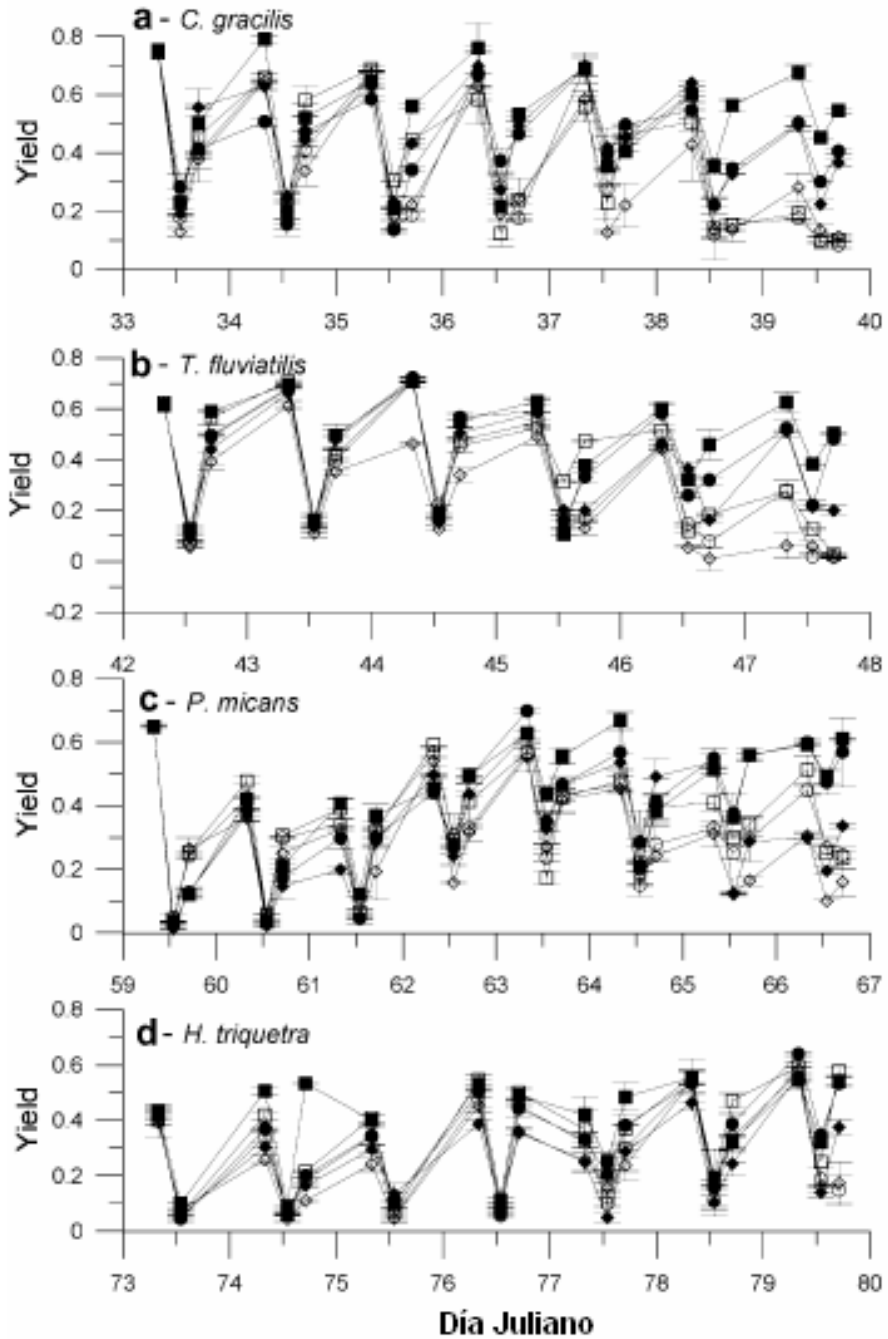 a - C. gracilis
0.8
0.6
0.4
0.2
0
Yield
33 34 35 36 37 38 39 40
b - T. fluviatilis
0.8
0.6
0.4
0.2
0
-0.2
Yield
42 43 44 45 46 47 48
c - P. micans
0.8
0.6
0.4
0.2
0
Yield
59 60 61 62 63 64 65 66 67
d - H. triquetra
0.8
0.6
0.4
0.2
0
Yield
73 74 75 76 77 78 79 80
Día Juliano